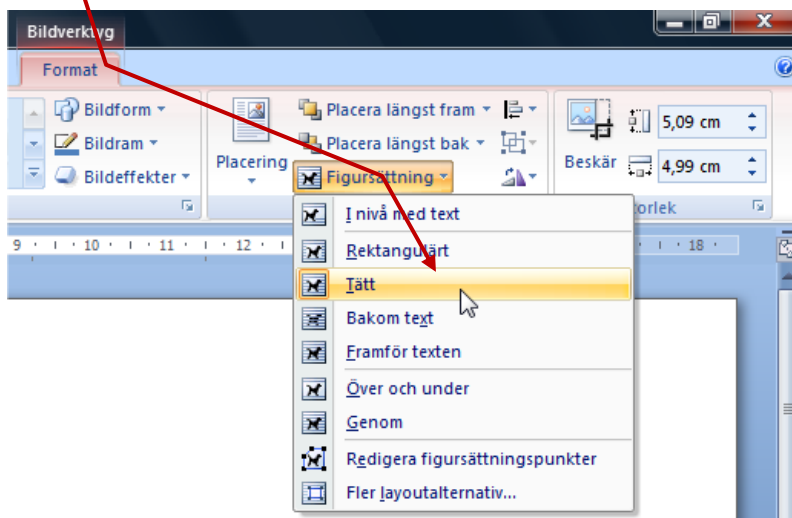 Bildverktyg
Format
Bildform
Bildram
Bildeffekter
Placering
Placera längst fram
Placera längst bak
Figursättning
Beskär
5,09 cm
4,99 cm
orlek
9 · 10 · 11 · 12 · 18
I nivå med text
Rektangulärt
Tätt
Bakom text
Framför texten
Över och under
Genom
Redigera figursättningspunkter
Fler layoutalternativ...